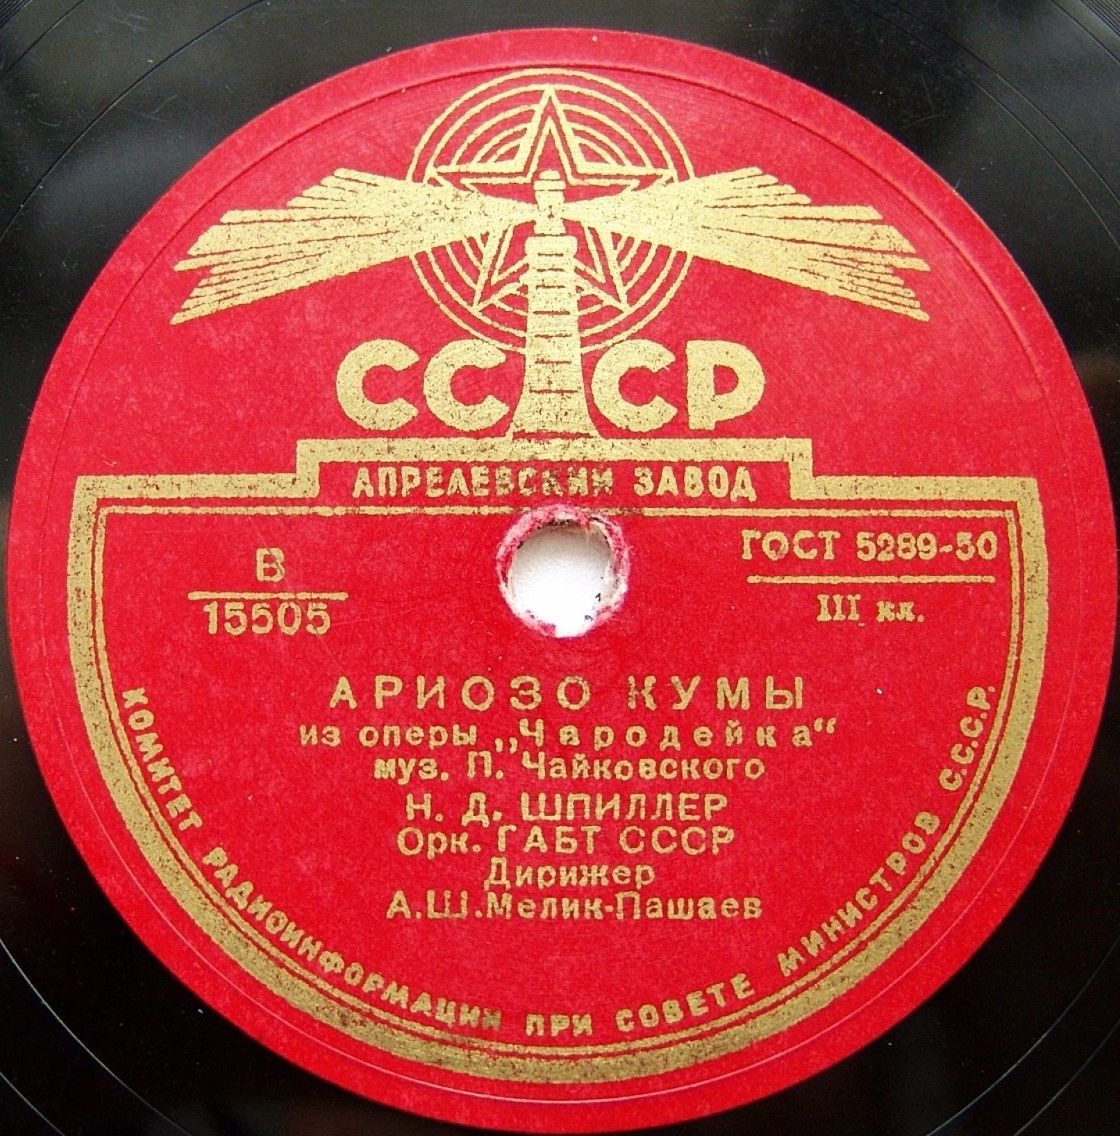 СССР
АПРЕЛЕВСКИЙ ЗАВОД
В
15505
ГОСТ 5289-50
III кл.
АРИОЗО КУМЫ
из оперы „Чародейка“
муз. П. Чайковского
Н. Д. ШПИЛЛЕР
Орк. ГАБТ СССР
Дирижер
А.Ш.Мелик-Пашаев
КОМИТЕТ РАДИОИНФОРМАЦИИ ПРИ СОВЕТЕ МИНИСТРОВ С.С.С.Р.